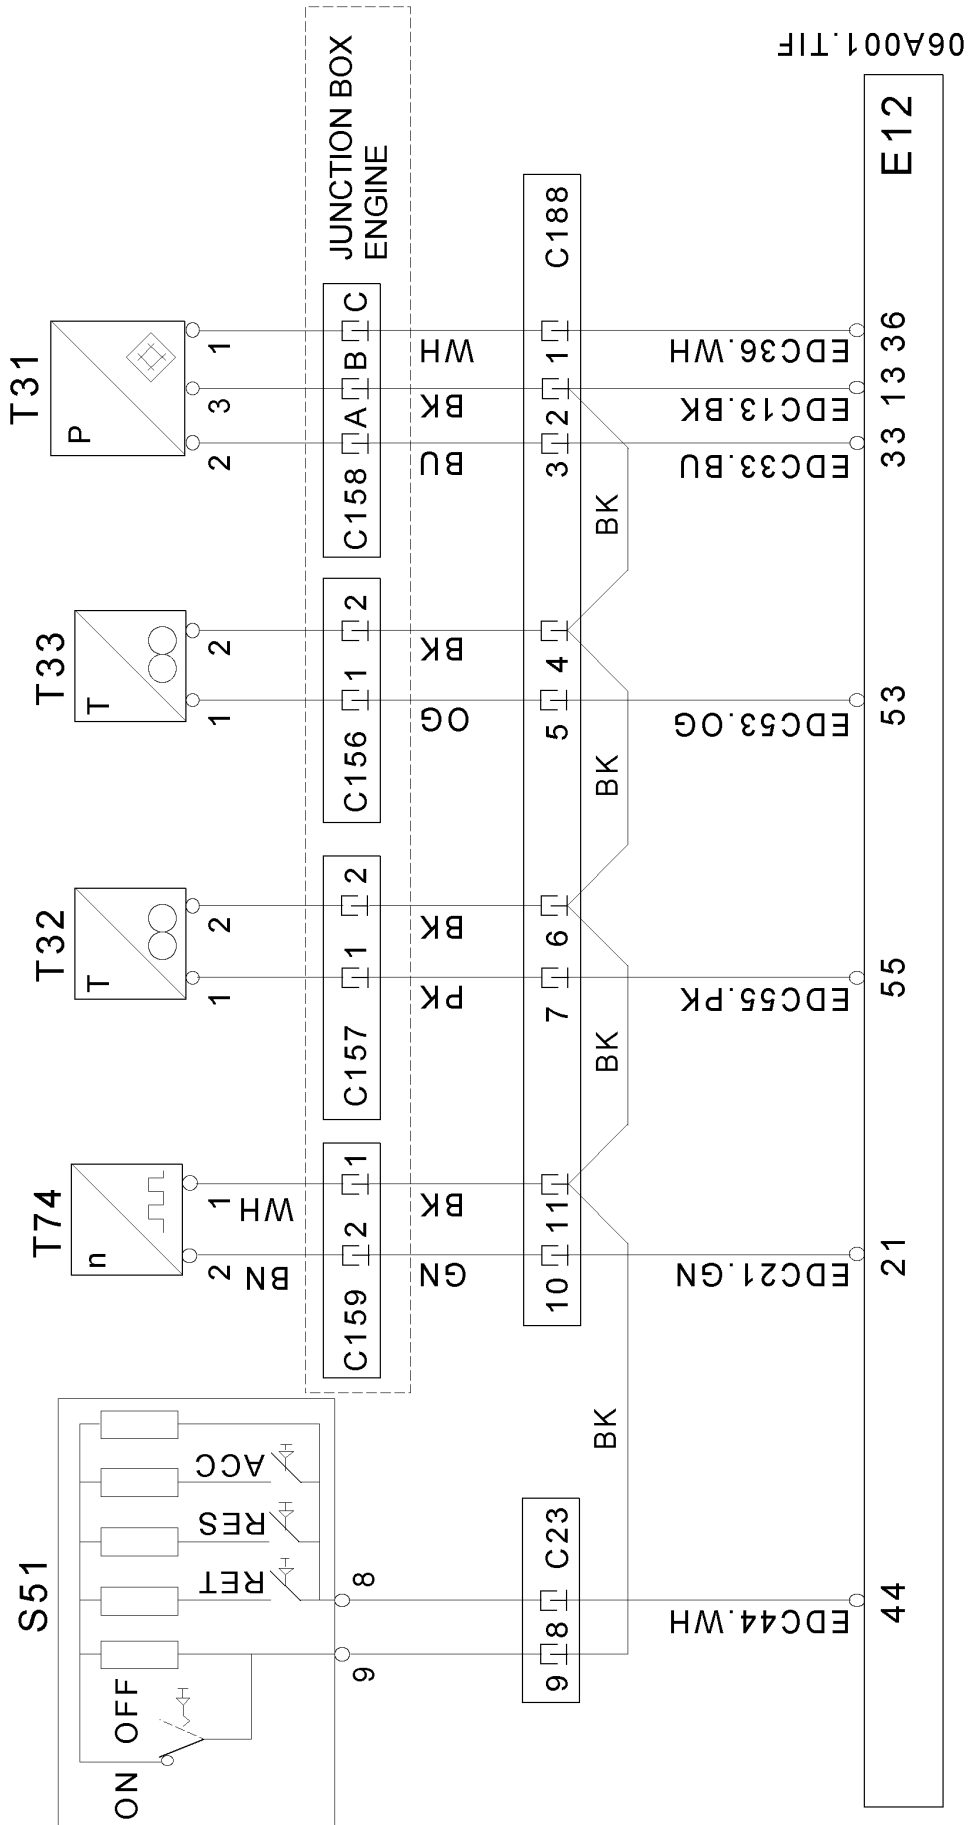 06A001.TIF
T31
P
2
3
1
JUNCTION BOX
ENGINE
C158
A
B
C
BU
BK
WH
C188
3
2
1
EDC33.BU
EDC13.BK
EDC36.WH
33
13
36
E12
T33
T
1
2
C156
1
2
OG
BK
5
4
BK
EDC53.OG
53
T32
T
1
2
C157
1
2
PK
BK
7
6
BK
EDC55.PK
55
T74
n
2
1
BN
WH
C159
2
1
GN
BK
10
11
BK
EDC21.GN
21
S51
ON
OFF
RET
RES
ACC
9
8
C23
9
8
BK
EDC44.WH
44